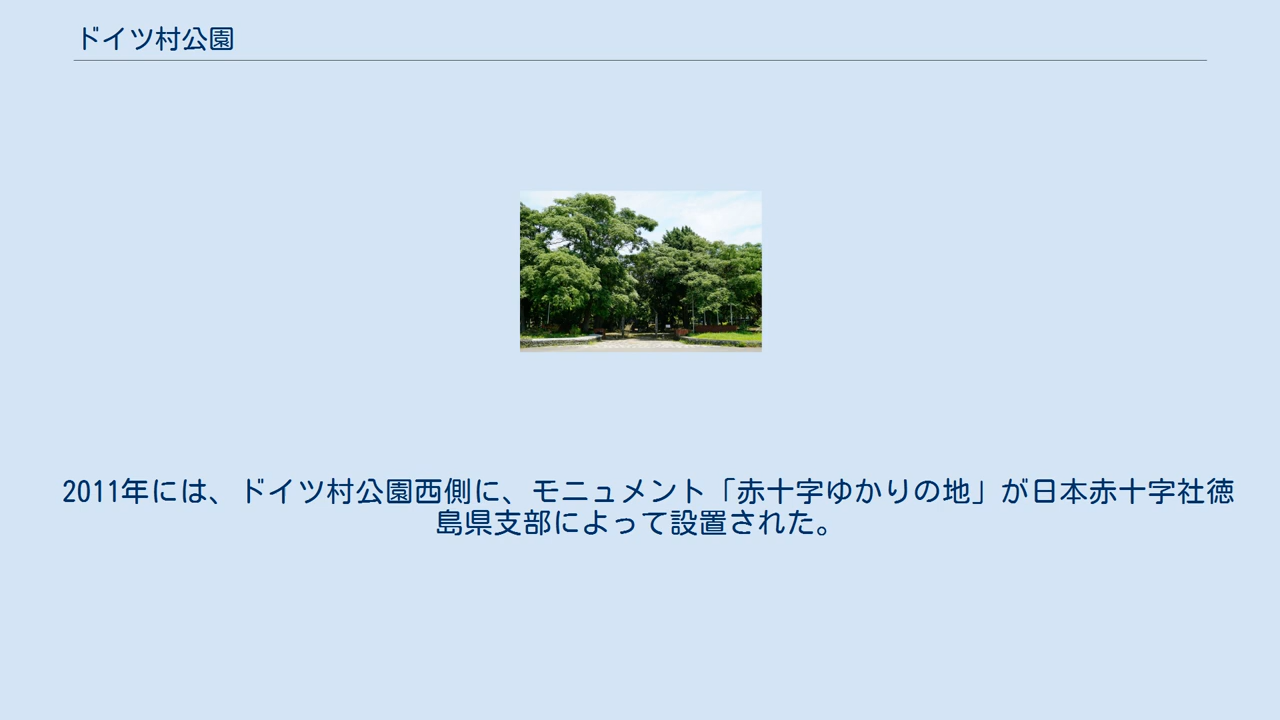 ドイツ村公園
2011年には、ドイツ村公園西側に、モニュメント「赤十字ゆかりの地」が日本赤十字社徳
島県支部によって設置された。